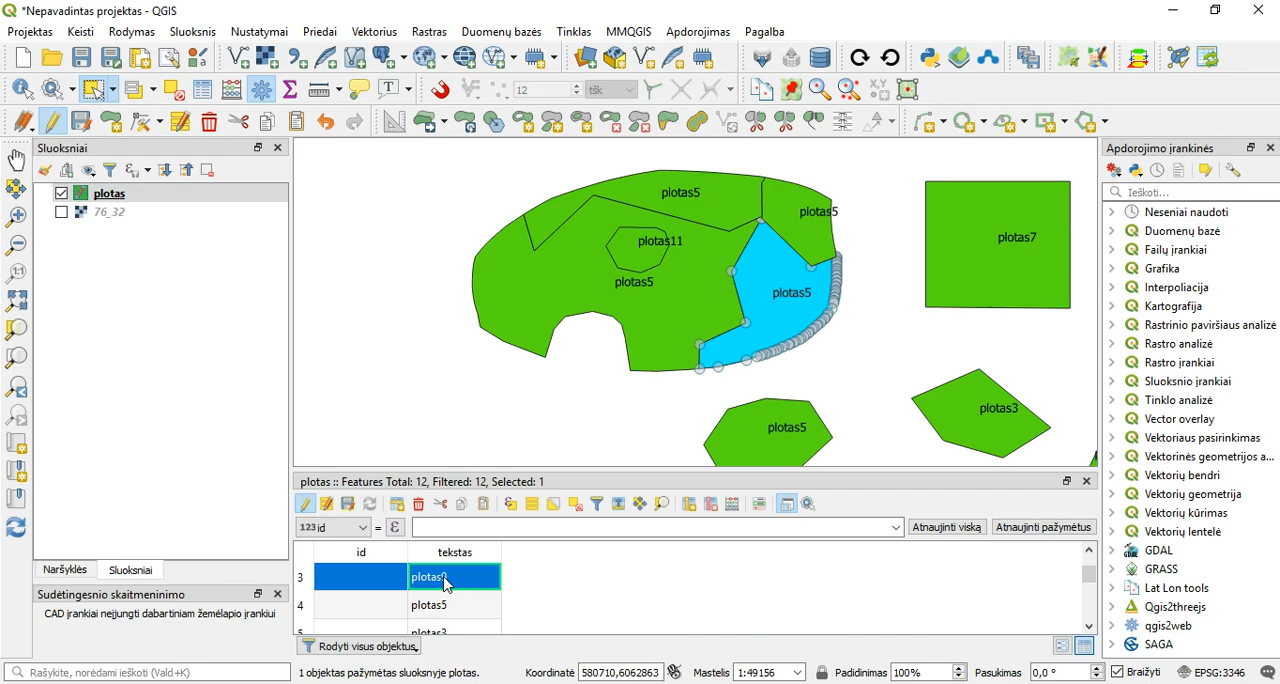 *Nepavadintas projektas - QGIS
Projektas Keisti Rodymas Sluoksnis Nustatymai Priedai Vektorius Rastras Duomenų bazės Tinklas MMQGIS Apdorojimas Pagalba
12 tšk
Sluoksniai
plotas
76_32
Naršyklės Sluoksniai
Sudėtingesnio skaitmeninimo
CAD įrankiai neįjungti dabartiniam žemėlapio įrankiui
plotas5
plotas5
plotas11
plotas5
plotas5
plotas7
plotas3
plotas5
plotas :: Features Total: 12, Filtered: 12, Selected: 1
123 id = ε Atnaujinti viską Atnaujinti pažymėtus
id tekstas
3
4 plotas5
5 plotas3
Rodyti visus objektus
Apdorojimo įrankinės
Ieškoti...
Neseniai naudoti
Duomenų bazė
Failų įrankiai
Grafika
Interpoliacija
Kartografija
Rastrinio paviršiaus analizė
Rastro analizė
Rastro įrankiai
Sluoksnio įrankiai
Tinklo analizė
Vector overlay
Vektoriaus pasirinkimas
Vektorinės geometrijos a...
Vektorių bendri
Vektorių geometrija
Vektorių kūrimas
Vektorių lentelė
GDAL
GRASS
Lat Lon tools
Qgis2threejs
qgis2web
SAGA
Rašykite, norėdami ieškoti (Vald+K) 1 objektas pažymėtas sluoksnyje plotas. Koordinatė 580710,6062863 Mastelis 1:49156 Padidinimas 100% Pasukimas 0,0 ° Braižyti EPSG:3346